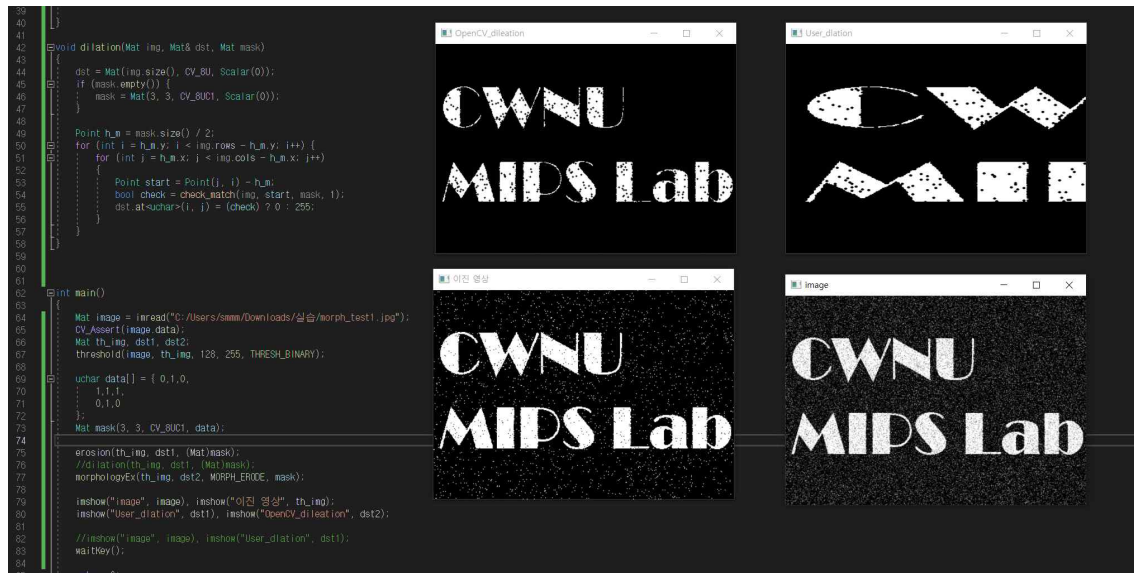 39
40 }
41
42 void dilation(Mat img, Mat& dst, Mat mask)
43 {
44 dst = Mat(img.size(), CV_8U, Scalar(0));
45 if (mask.empty()) {
46 mask = Mat(3, 3, CV_8UC1, Scalar(0));
47 }
48
49 Point h_m = mask.size() / 2;
50 for (int i = h_m.y; i < img.rows - h_m.y; i++) {
51 for (int j = h_m.x; j < img.cols - h_m.x; j++)
52 {
53 Point start = Point(j, i) - h_m;
54 bool check = check_match(img, start, mask, 1);
55 dst.at<uchar>(i, j) = (check) ? 0 : 255;
56 }
57 }
58 }
59
60
61
62 int main()
63 {
64 Mat image = imread("C:/Users/smmm/Downloads/실습/morph_test1.jpg");
65 CV_Assert(image.data);
66 Mat th_img, dst1, dst2;
67 threshold(image, th_img, 128, 255, THRESH_BINARY);
68
69 uchar data[] = { 0,1,0,
70 1,1,1,
71 0,1,0
72 };
73 Mat mask(3, 3, CV_8UC1, data);
74
75 erosion(th_img, dst1, (Mat)mask);
76 //dilation(th_img, dst1, (Mat)mask);
77 morphologyEx(th_img, dst2, MORPH_ERODE, mask);
78
79 imshow("image", image), imshow("이진 영상", th_img);
80 imshow("User_dlation", dst1), imshow("OpenCV_dileation", dst2);
81
82 //imshow("image", image), imshow("User_dlation", dst1);
83 waitKey();
84
OpenCV_dileation
CWNU
MIPS Lab
User_dlation
CW
이진 영상
CWNU
MIPS Lab
image
CWNU
MIPS Lab